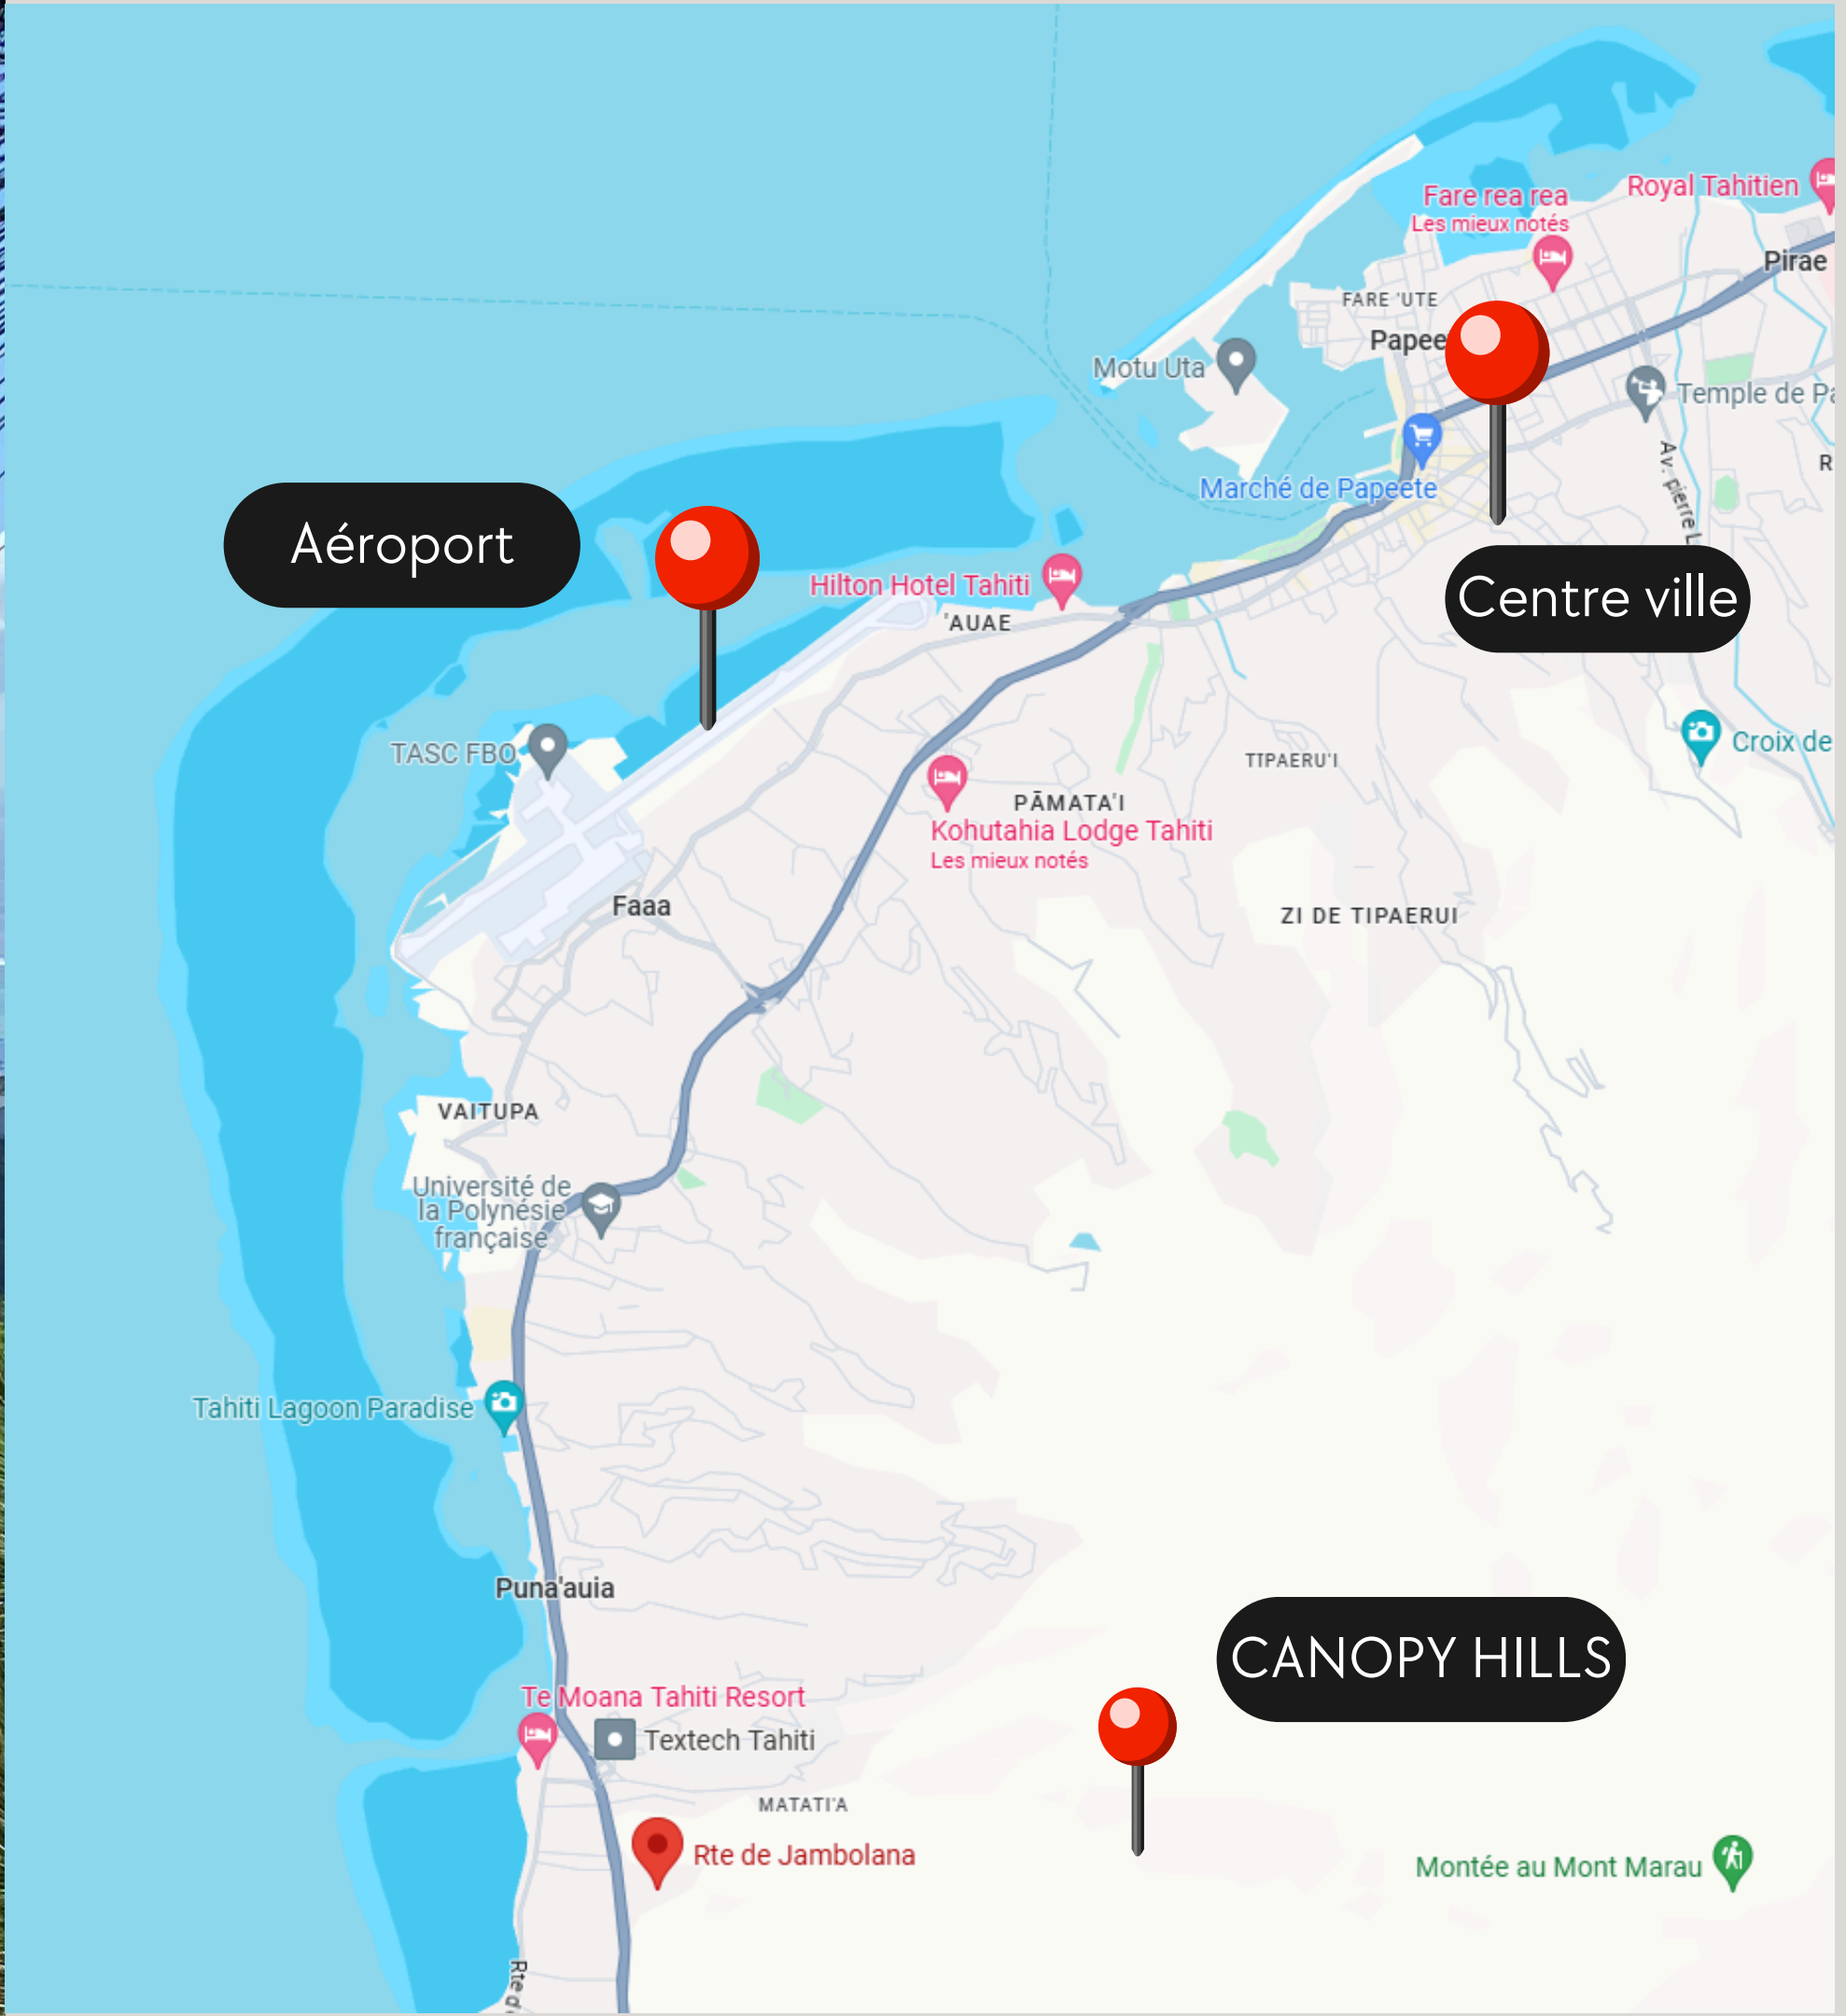 Fare rea rea
Les mieux notés
Royal Tahitien
Pirae
FARE 'UTE
Papee
Motu Uta
Temple de Pa
Av. pierre L
R
Marché de Papeete
Aéroport
Hilton Hotel Tahiti
'AUAE
Centre ville
TASC FBO
Croix de
TIPAERU'I
PĀMATA'I
Kohutahia Lodge Tahiti
Les mieux notés
Faaa
ZI DE TIPAERUI
VAITUPA
Université de
la Polynésie
française
Tahiti Lagoon Paradise
Puna'auia
CANOPY HILLS
Te Moana Tahiti Resort
Textech Tahiti
MATATI'A
Rte de Jambolana
Montée au Mont Marau
Rte d